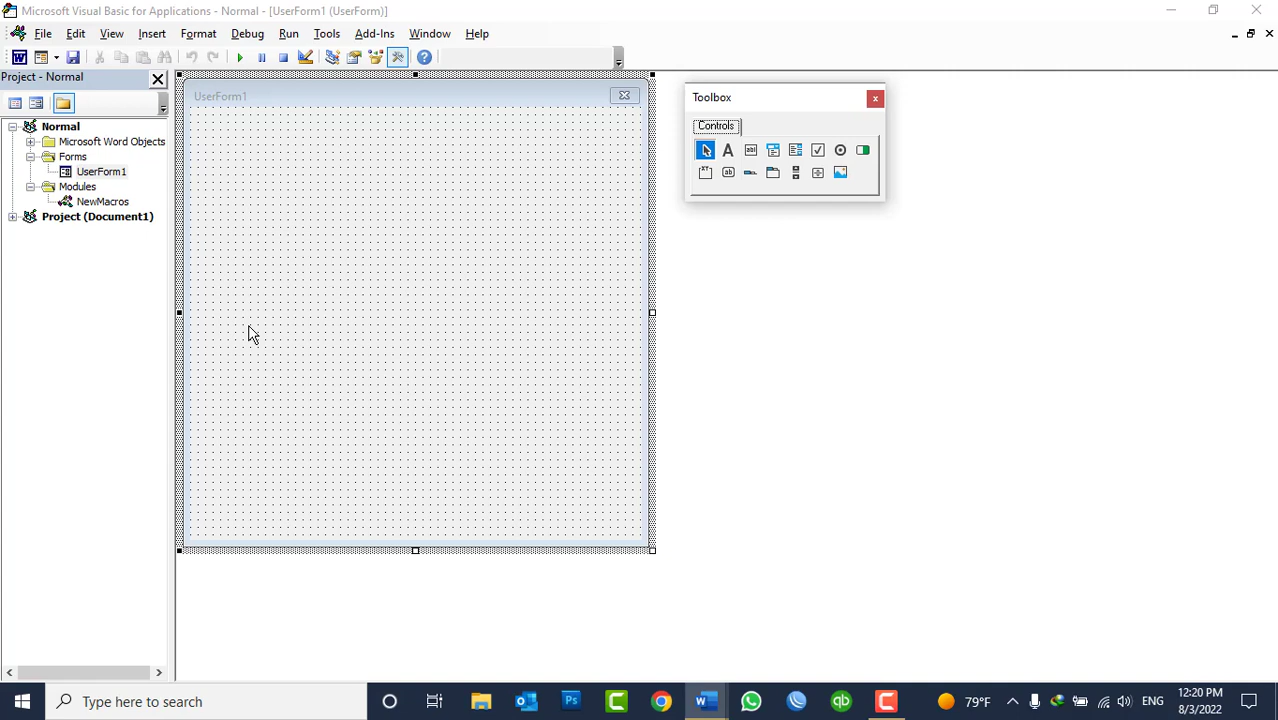 Microsoft Visual Basic for Applications - Normal - [UserForm1 (UserForm)]
File Edit View Insert Format Debug Run Tools Add-Ins Window Help
Project - Normal
Normal
Microsoft Word Objects
Forms
UserForm1
Modules
NewMacros
Project (Document1)
UserForm1
Toolbox
Controls
Type here to search
79°F
ENG
12:20 PM
8/3/2022